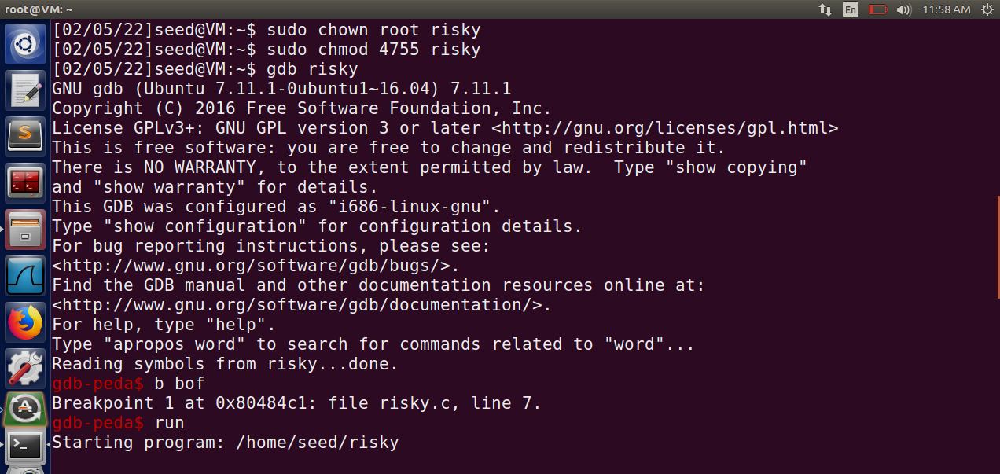 root@VM: ~
En
11:58 AM
[02/05/22]seed@VM:~$ sudo chown root risky
[02/05/22]seed@VM:~$ sudo chmod 4755 risky
[02/05/22]seed@VM:~$ gdb risky
GNU gdb (Ubuntu 7.11.1-0ubuntu1~16.04) 7.11.1
Copyright (C) 2016 Free Software Foundation, Inc.
License GPLv3+: GNU GPL version 3 or later <http://gnu.org/licenses/gpl.html>
This is free software: you are free to change and redistribute it.
There is NO WARRANTY, to the extent permitted by law.  Type "show copying"
and "show warranty" for details.
This GDB was configured as "i686-linux-gnu".
Type "show configuration" for configuration details.
For bug reporting instructions, please see:
<http://www.gnu.org/software/gdb/bugs/>.
Find the GDB manual and other documentation resources online at:
<http://www.gnu.org/software/gdb/documentation/>.
For help, type "help".
Type "apropos word" to search for commands related to "word"...
Reading symbols from risky...done.
gdb-peda$ b bof
Breakpoint 1 at 0x80484c1: file risky.c, line 7.
gdb-peda$ run
Starting program: /home/seed/risky